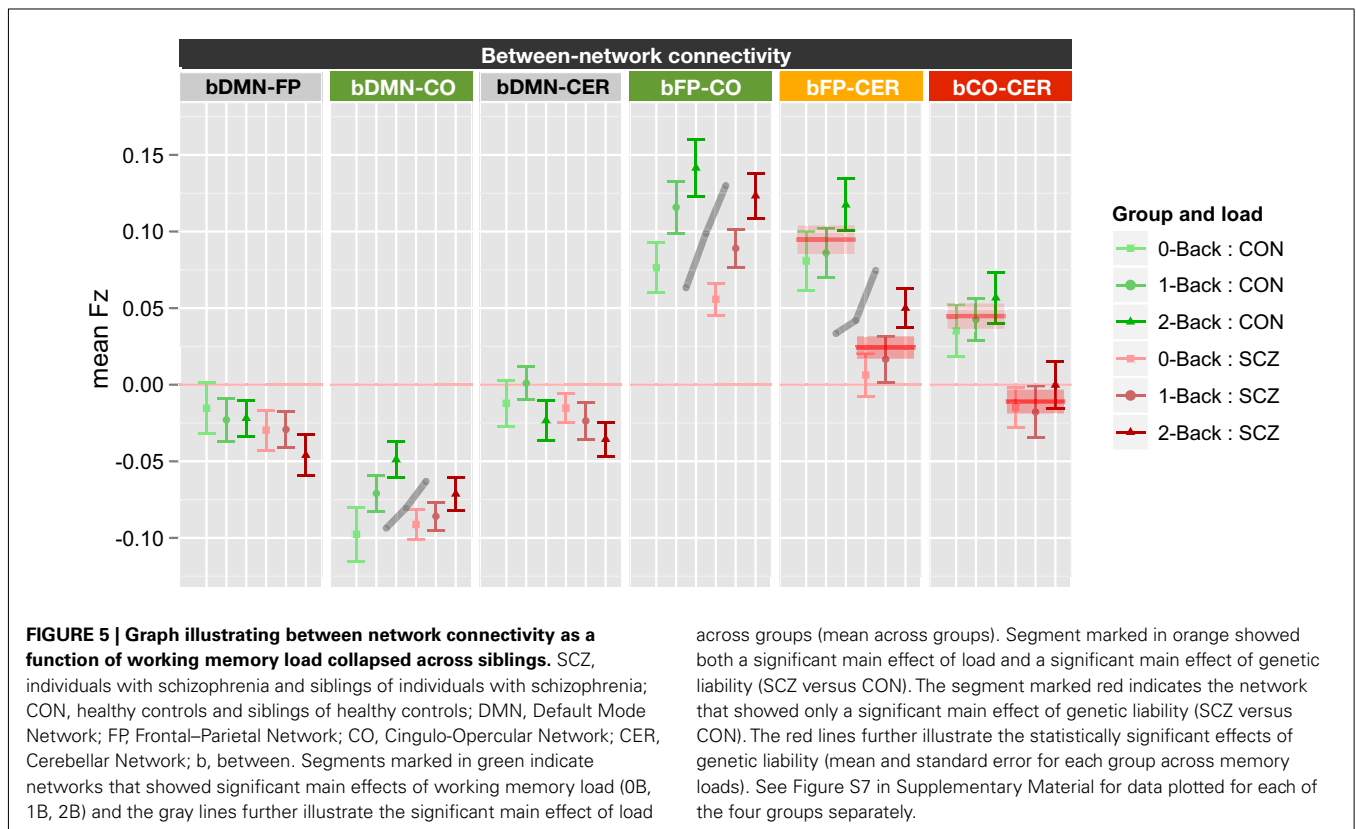 Between-network connectivity
bDMN-FP bDMN-CO bDMN-CER bFP-CO bFP-CER bCO-CER
mean Fz
0.15
0.10
0.05
0.00
-0.05
-0.10
Group and load
0-Back : CON
1-Back : CON
2-Back : CON
0-Back : SCZ
1-Back : SCZ
2-Back : SCZ
FIGURE 5 | Graph illustrating between network connectivity as a
function of working memory load collapsed across siblings. SCZ,
individuals with schizophrenia and siblings of individuals with schizophrenia;
CON, healthy controls and siblings of healthy controls; DMN, Default Mode
Network; FP, Frontal–Parietal Network; CO, Cingulo-Opercular Network; CER,
Cerebellar Network; b, between. Segments marked in green indicate
networks that showed significant main effects of working memory load (0B,
1B, 2B) and the gray lines further illustrate the significant main effect of load
across groups (mean across groups). Segment marked in orange showed
both a significant main effect of load and a significant main effect of genetic
liability (SCZ versus CON). The segment marked red indicates the network
that showed only a significant main effect of genetic liability (SCZ versus
CON). The red lines further illustrate the statistically significant effects of
genetic liability (mean and standard error for each group across memory
loads). See Figure S7 in Supplementary Material for data plotted for each of
the four groups separately.